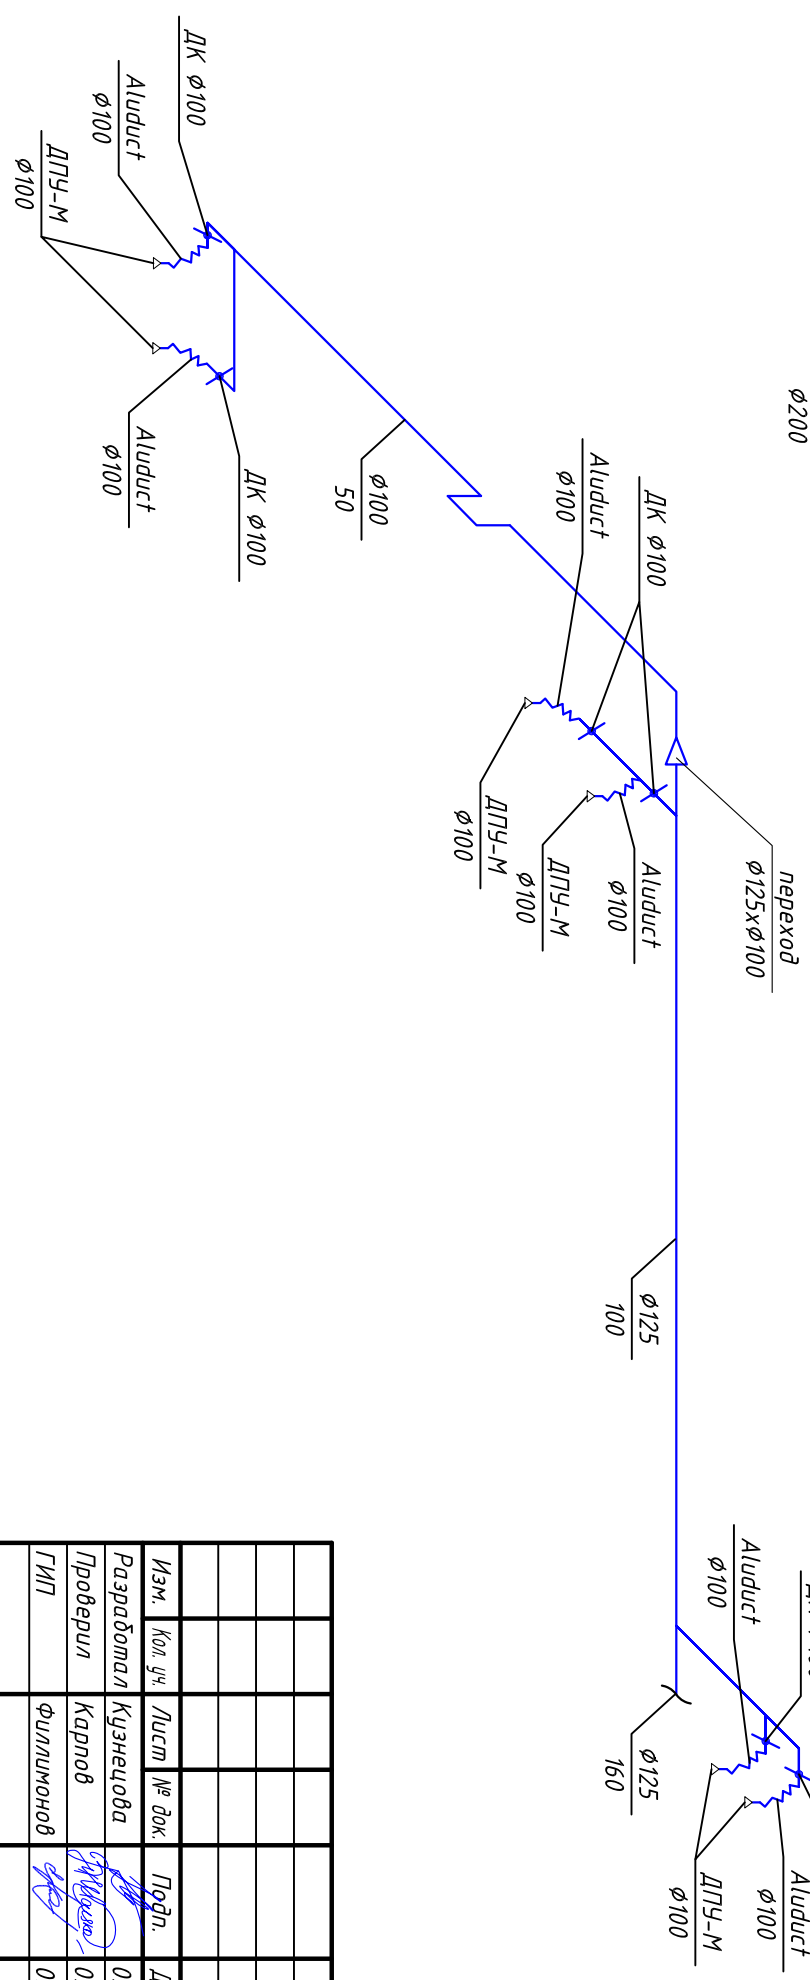 ДК ø100
Aluduct
ø100
ДПУ-М
ø100
Aluduct
ø100
ДК ø100
ø100
50
Aluduct
ø100
ДК ø100
ø200
ДПУ-М
ø100
ДПУ-М
ø100
Aluduct
ø100
переход
ø125xø100
ø125
100
Aluduct
ø100
ø125
160
ДПУ-М
ø100
Aluduct
ø100
Изм.
Кол. уч.
Лист
№ док.
Подп.
Разработал
Кузнецова
Проверил
Карпов
ГИП
Филлимонов